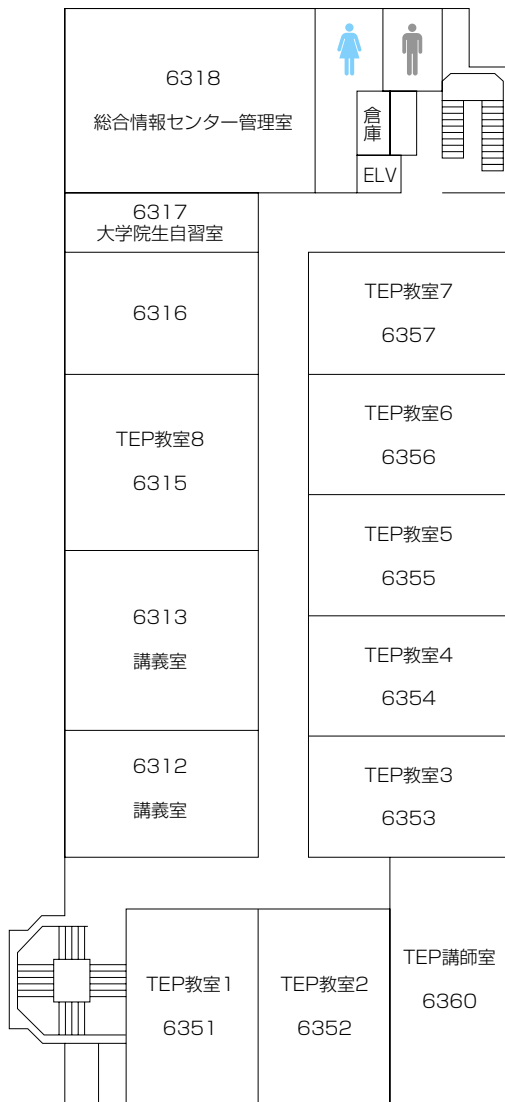 6318
総合情報センター管理室
倉
庫
ELV
6317
大学院生自習室
6316
TEP教室7
6357
TEP教室8
6315
TEP教室6
6356
TEP教室5
6355
6313
講義室
TEP教室4
6354
6312
講義室
TEP教室3
6353
TEP教室1
6351
TEP教室2
6352
TEP講師室
6360